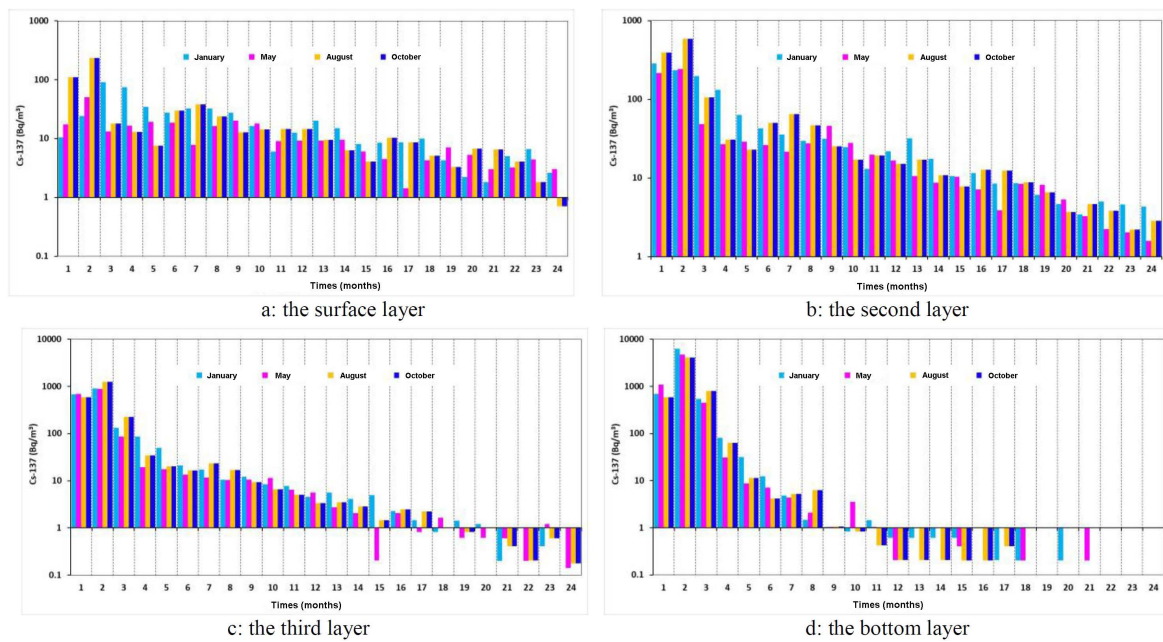 1000
100
10
1
0.1
Cs-137 (Bq/m³)
January May August October
1 2 3 4 5 6 7 8 9 10 11 12 13 14 15 16 17 18 19 20 21 22 23 24
Times (months)
a: the surface layer
1000
100
10
1
Cs-137 (Bq/m³)
January May August October
1 2 3 4 5 6 7 8 9 10 11 12 13 14 15 16 17 18 19 20 21 22 23 24
Times (months)
b: the second layer
10000
1000
100
10
1
0.1
Cs-137 (Bq/m³)
January May August October
1 2 3 4 5 6 7 8 9 10 11 12 13 14 15 16 17 18 19 20 21 22 23 24
Times (months)
c: the third layer
10000
1000
100
10
1
0.1
Cs-137 (Bq/m³)
January May August October
1 2 3 4 5 6 7 8 9 10 11 12 13 14 15 16 17 18 19 20 21 22 23 24
Times (months)
d: the bottom layer